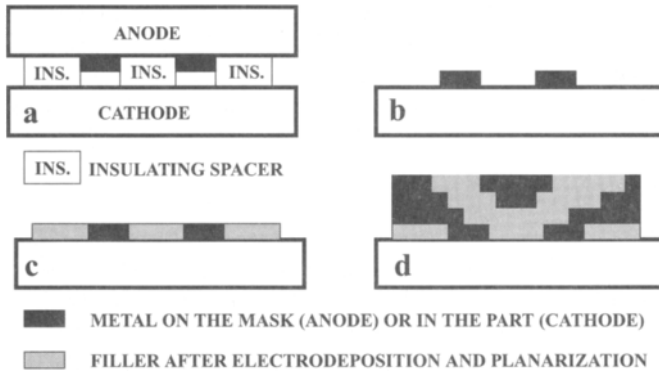 ANODE
INS. INS. INS.
a CATHODE
b
INS. INSULATING SPACER
c
d
METAL ON THE MASK (ANODE) OR IN THE PART (CATHODE)
FILLER AFTER ELECTRODEPOSITION AND PLANARIZATION